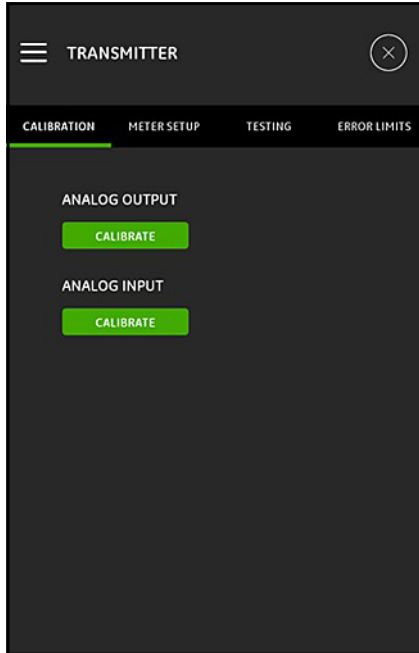 TRANSMITTER
CALIBRATION METER SETUP TESTING ERROR LIMITS
ANALOG OUTPUT
CALIBRATE
ANALOG INPUT
CALIBRATE